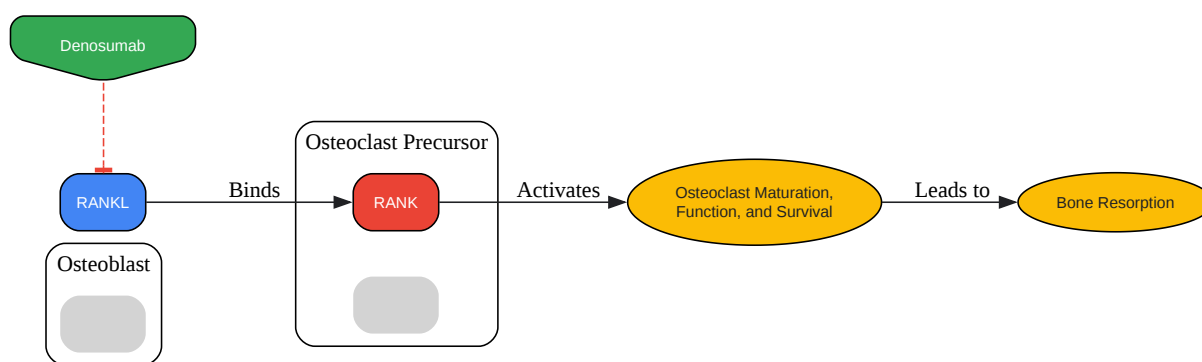 Denosumab
Osteoclast Precursor
RANKL
Binds
RANK
Activates
Osteoclast Maturation,
Function, and Survival
Leads to
Bone Resorption
Osteoblast